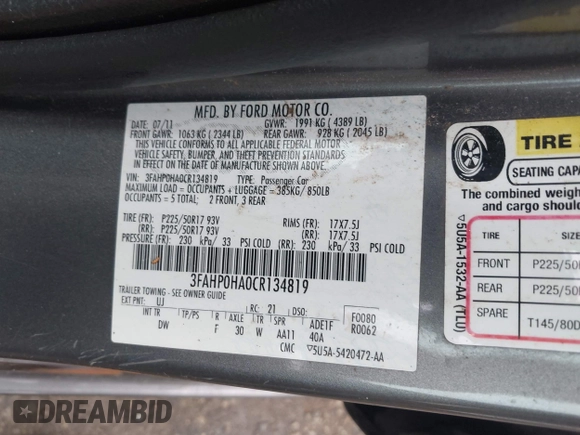 MFD. BY FORD MOTOR CO.
DATE: 07/11 GVWR: 1991 KG ( 4389 LB)
FRONT GAWR: 1063 KG ( 2344 LB) REAR GAWR: 928 KG ( 2045 LB)
THIS VEHICLE CONFORMS TO ALL APPLICABLE FEDERAL MOTOR
VEHICLE SAFETY, BUMPER, AND THEFT PREVENTION STANDARDS
IN EFFECT ON THE DATE OF MANUFACTURE SHOWN ABOVE.
VIN: 3FAHP0HA0CR134819 TYPE: Passenger Car
MAXIMUM LOAD = OCCUPANTS + LUGGAGE = 385KG/ 850LB
OCCUPANTS = 5 TOTAL; 2 FRONT, 3 REAR
TIRE (FR): P225/50R17 93V RIMS (FR): 17X7.5J
(RR): P225/50R17 93V (RR): 17X7.5J
PRESSURE (FR): 230 kPa/ 33 PSI COLD (RR): 230 kPa/ 33 PSI COLD
3FAHP0HA0CR134819
TRAILER TOWING - SEE OWNER GUIDE
EXT PNT: UJ RC: 21 DSO: F0080
INT TR TP/PS R AXLE TR SPR ADE1F R0062
DW F 30 W AA11 40A
CMC 5U5A-5420472-AA
5U5A-1532-AA (TL0)
TIRE
SEATING CAPA
The combined weigh
and cargo shou
TIRE SIZE
FRONT P225/50
REAR P225/50
SPARE T145/80D
DREAMBID